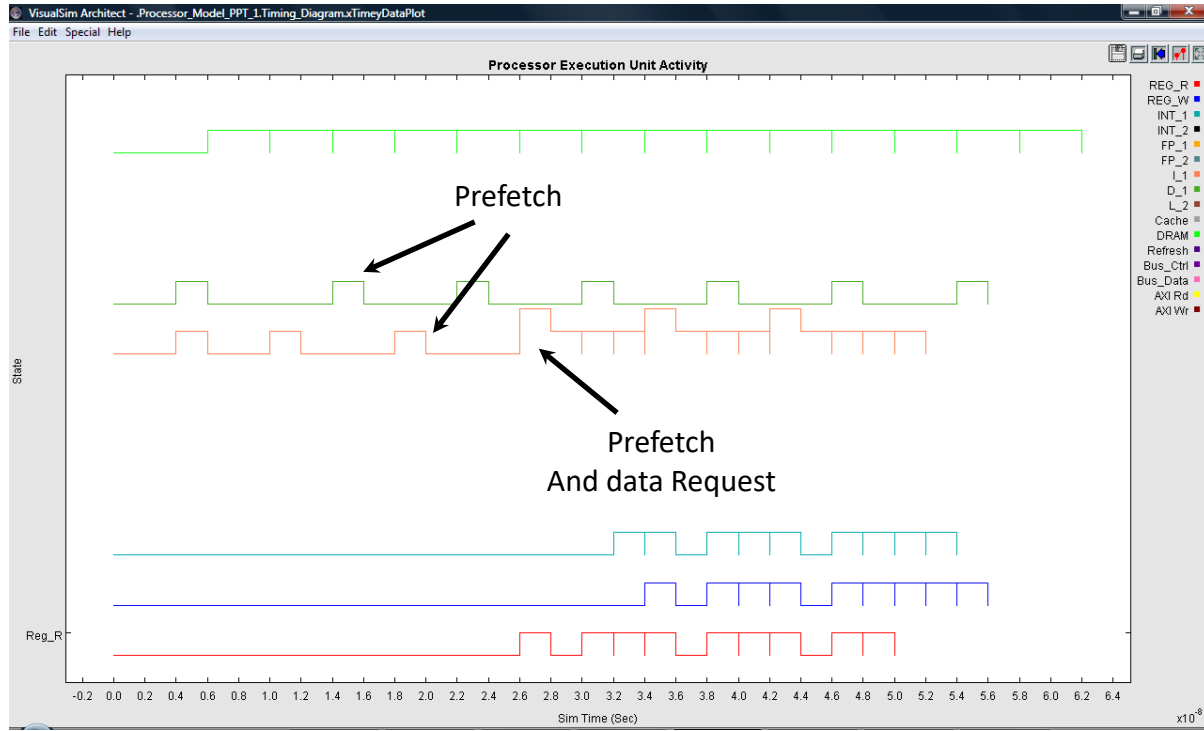 VisualSim Architect - .Processor_Model_PPT_1.Timing_Diagram.xTimeyDataPlot
File Edit Special Help
Processor Execution Unit Activity
REG_R
REG_W
INT_1
INT_2
FP_1
FP_2
I_1
D_1
L_2
Cache
DRAM
Refresh
Bus_Ctrl
Bus_Data
AXI Rd
AXI Wr
Prefetch
Prefetch
And data Request
State
Reg_R
-0.2 0.0 0.2 0.4 0.6 0.8 1.0 1.2 1.4 1.6 1.8 2.0 2.2 2.4 2.6 2.8 3.0 3.2 3.4 3.6 3.8 4.0 4.2 4.4 4.6 4.8 5.0 5.2 5.4 5.6 5.8 6.0 6.2 6.4
Sim Time (Sec)
x10^-8